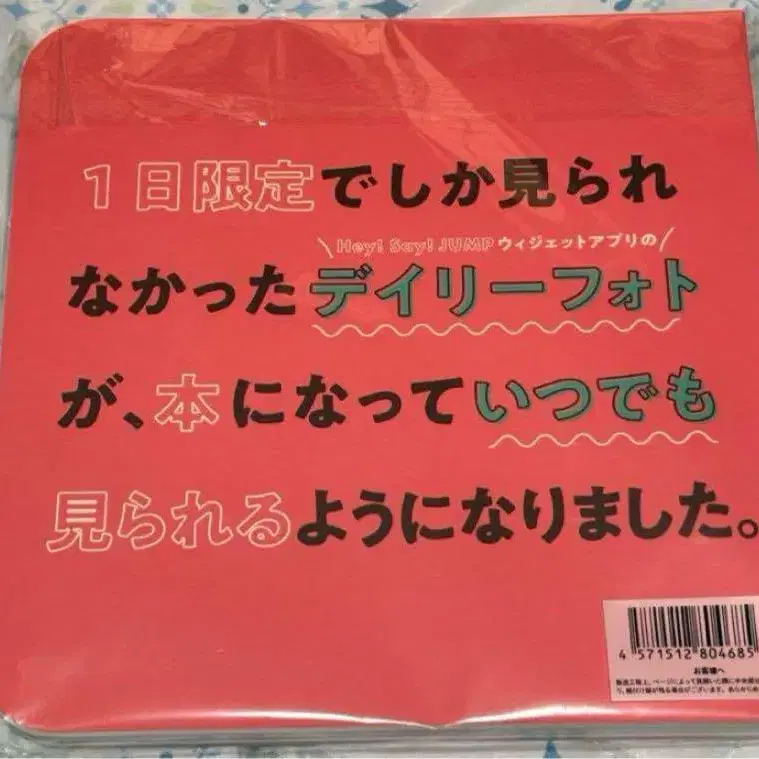 1日限定でしか見られ
Hey! Say! JUMPウィジェットアプリの
なかったデイリーフォト
が、本になっていつでも
見られるようになりました。
4 571512 804685
お客様へ